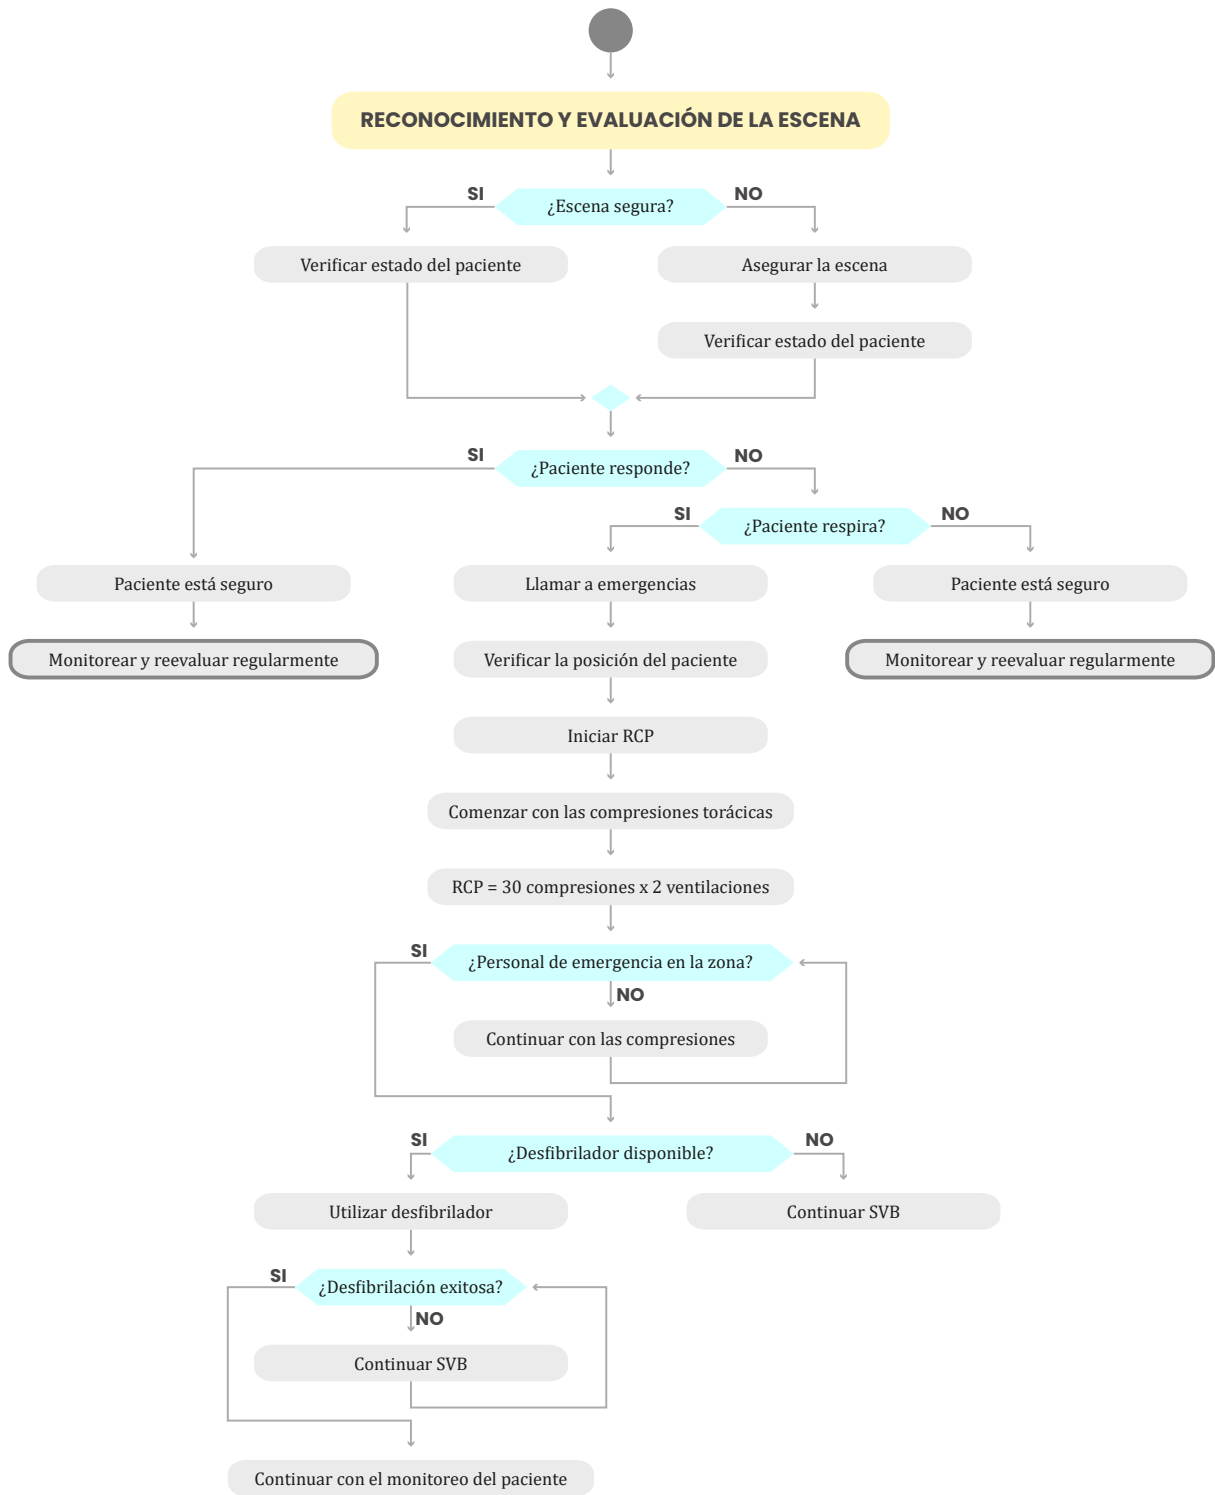 RECONOCIMIENTO Y EVALUACIÓN DE LA ESCENA
SI
¿Escena segura?
NO
Verificar estado del paciente
Asegurar la escena
Verificar estado del paciente
SI
¿Paciente responde?
NO
SI
¿Paciente respira?
NO
Paciente está seguro
Llamar a emergencias
Paciente está seguro
Monitorear y reevaluar regularmente
Verificar la posición del paciente
Monitorear y reevaluar regularmente
Iniciar RCP
Comenzar con las compresiones torácicas
RCP = 30 compresiones x 2 ventilaciones
SI
¿Personal de emergencia en la zona?
NO
Continuar con las compresiones
SI
¿Desfibrilador disponible?
NO
Utilizar desfibrilador
Continuar SVB
SI
¿Desfibrilación exitosa?
NO
Continuar SVB
Continuar con el monitoreo del paciente